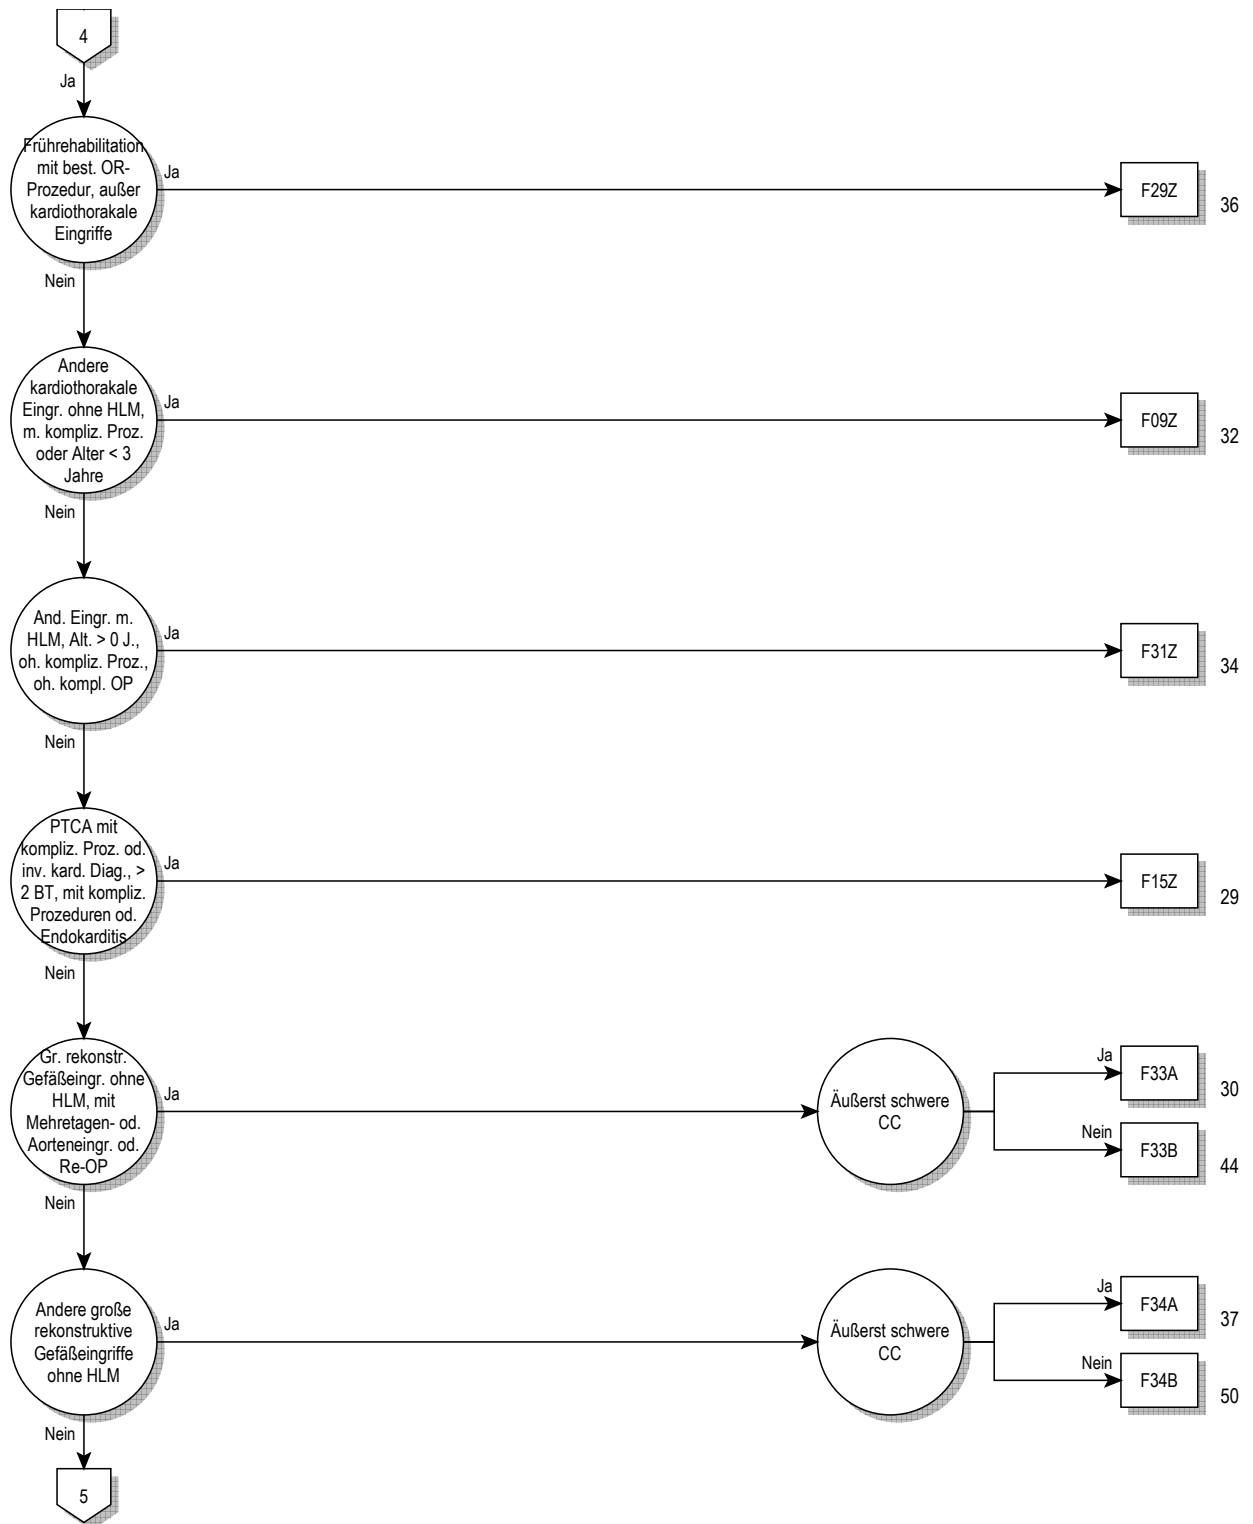 4
Ja
Frührehabilitation
mit best. OR-
Prozedur, außer
kardiothorakale
Eingriffe
Ja
F29Z
36
Nein
Andere
kardiothorakale
Eingr. ohne HLM,
m. kompliz. Proz.
oder Alter < 3
Jahre
Ja
F09Z
32
Nein
And. Eingr. m.
HLM, Alt. > 0 J.,
oh. kompliz. Proz.,
oh. kompl. OP
Ja
F31Z
34
Nein
PTCA mit
kompliz. Proz. od.
inv. kard. Diag., >
2 BT, mit kompliz.
Prozeduren od.
Endokarditis
Ja
F15Z
29
Nein
Gr. rekonstr.
Gefäßeingr. ohne
HLM, mit
Mehretagen- od.
Aorteneingr. od.
Re-OP
Ja
Äußerst schwere
CC
Ja
F33A
30
Nein
F33B
44
Nein
Andere große
rekonstruktive
Gefäßeingriffe
ohne HLM
Ja
Äußerst schwere
CC
Ja
F34A
37
Nein
F34B
50
Nein
5